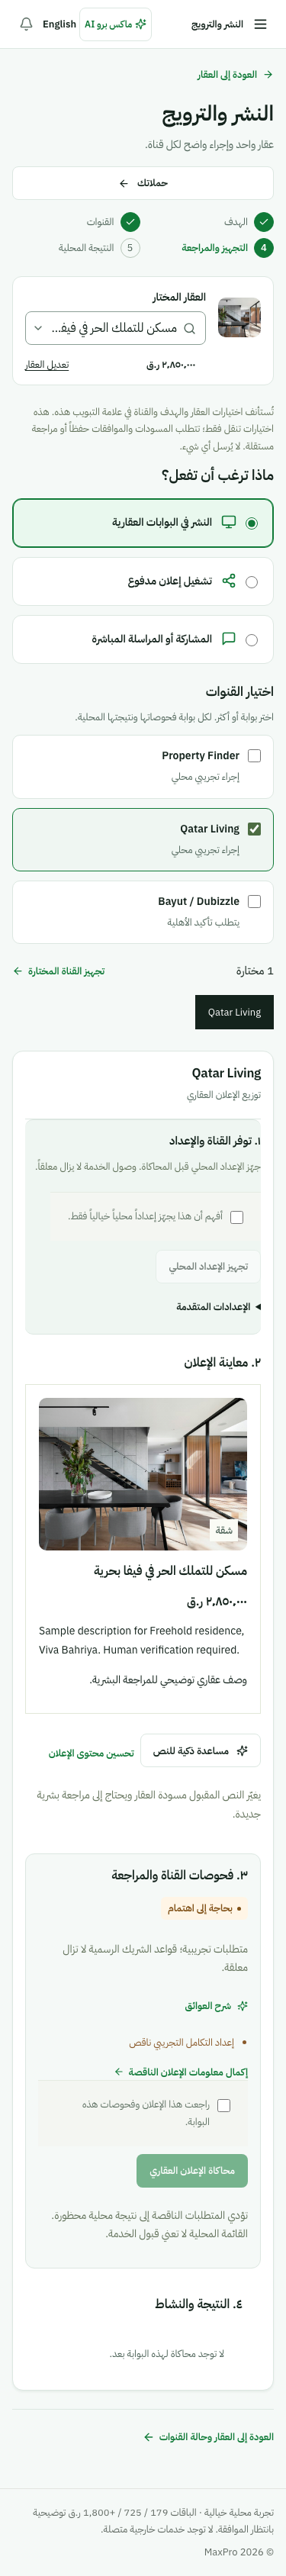 النشر والترويج
ماكس برو AI
English
العودة إلى العقار
النشر والترويج
عقار واحد وإجراء واضح لكل قناة.
حملاتك
الهدف
القنوات
4 التجهيز والمراجعة
5 النتيجة المحلية
العقار المختار
مسكن للتملك الحر في فيف...
٢,٨٥٠,٠٠٠ ر.ق
تعديل العقار
تُستأنف اختيارات العقار والهدف والقناة في علامة التبويب هذه. هذه
اختيارات تنقل فقط؛ تتطلب المسودات والموافقات حفظاً أو مراجعة
مستقلة. لا يُرسل أي شيء.
ماذا ترغب أن تفعل؟
النشر في البوابات العقارية
تشغيل إعلان مدفوع
المشاركة أو المراسلة المباشرة
اختيار القنوات
اختر بوابة أو أكثر. لكل بوابة فحوصاتها ونتيجتها المحلية.
Property Finder
إجراء تجريبي محلي
Qatar Living
إجراء تجريبي محلي
Bayut / Dubizzle
يتطلب تأكيد الأهلية
1 مختارة
تجهيز القناة المختارة
Qatar Living
Qatar Living
توزيع الإعلان العقاري
١. توفر القناة والإعداد
جهّز الإعداد المحلي قبل المحاكاة. وصول الخدمة لا يزال معلقاً.
أفهم أن هذا يجهز إعداداً محلياً خيالياً فقط.
تجهيز الإعداد المحلي
الإعدادات المتقدمة
٢. معاينة الإعلان
شقة
مسكن للتملك الحر في فيفا بحرية
٢,٨٥٠,٠٠٠ ر.ق
Sample description for Freehold residence,
Viva Bahriya. Human verification required.
وصف عقاري توضيحي للمراجعة البشرية.
مساعدة ذكية للنص
تحسين محتوى الإعلان
يغيّر النص المقبول مسودة العقار ويحتاج إلى مراجعة بشرية
جديدة.
٣. فحوصات القناة والمراجعة
بحاجة إلى اهتمام
متطلبات تجريبية؛ قواعد الشريك الرسمية لا تزال
معلقة.
شرح العوائق
إعداد التكامل التجريبي ناقص
إكمال معلومات الإعلان الناقصة
راجعت هذا الإعلان وفحوصات هذه
البوابة.
محاكاة الإعلان العقاري
تؤدي المتطلبات الناقصة إلى نتيجة محلية محظورة.
القائمة المحلية لا تعني قبول الخدمة.
٤. النتيجة والنشاط
لا توجد محاكاة لهذه البوابة بعد.
العودة إلى العقار وحالة القنوات
تجربة محلية خيالية · الباقات 179 / 725 / +1,800 ر.ق توضيحية
بانتظار الموافقة. لا توجد خدمات خارجية متصلة.
© 2026 MaxPro